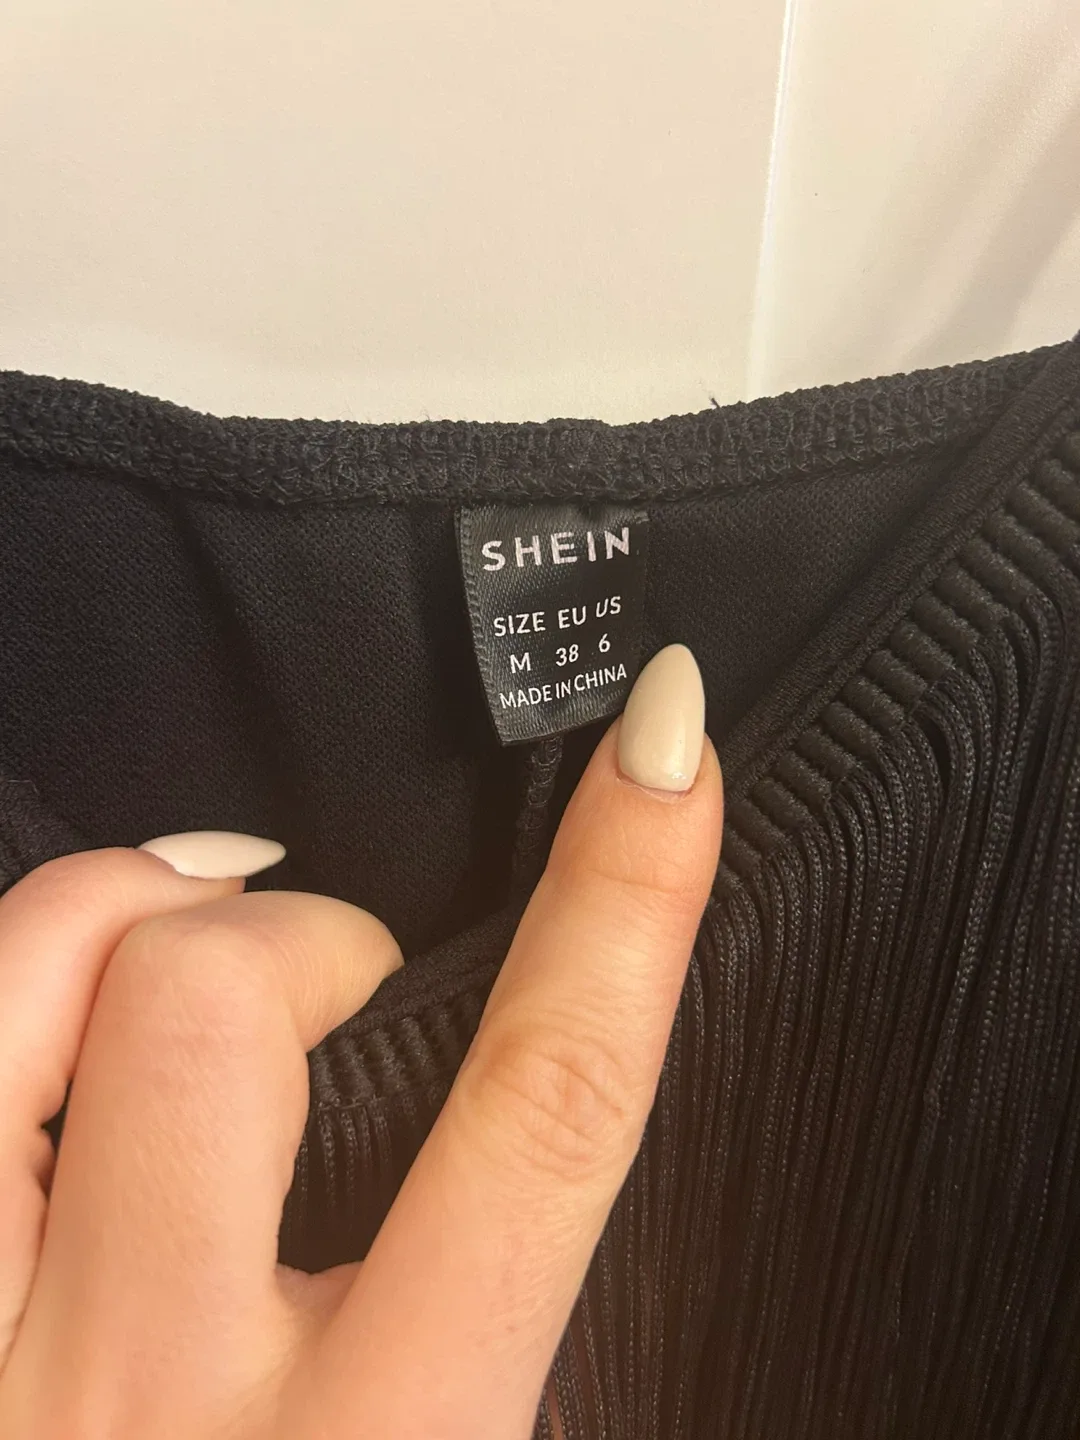 SHEIN
SIZE EU US
M 38 6
MADE IN CHINA